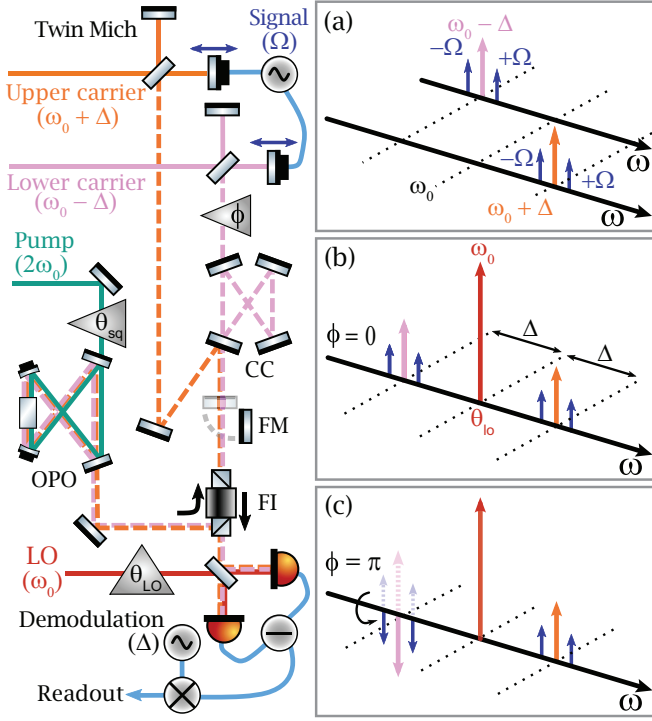 Twin Mich
Signal
(Ω)
Upper carrier
(ω₀ + Δ)
Lower carrier
(ω₀ − Δ)
ϕ
Pump
(2ω₀)
θsq
CC
FM
OPO
FI
LO
(ω₀)
θLO
Demodulation
(Δ)
Readout
(a)
ω₀ − Δ
−Ω
+Ω
ω
−Ω
+Ω
ω₀
ω₀ + Δ
ω
(b)
ω₀
ϕ = 0
Δ
Δ
θlo
ω
(c)
ϕ = π
ω